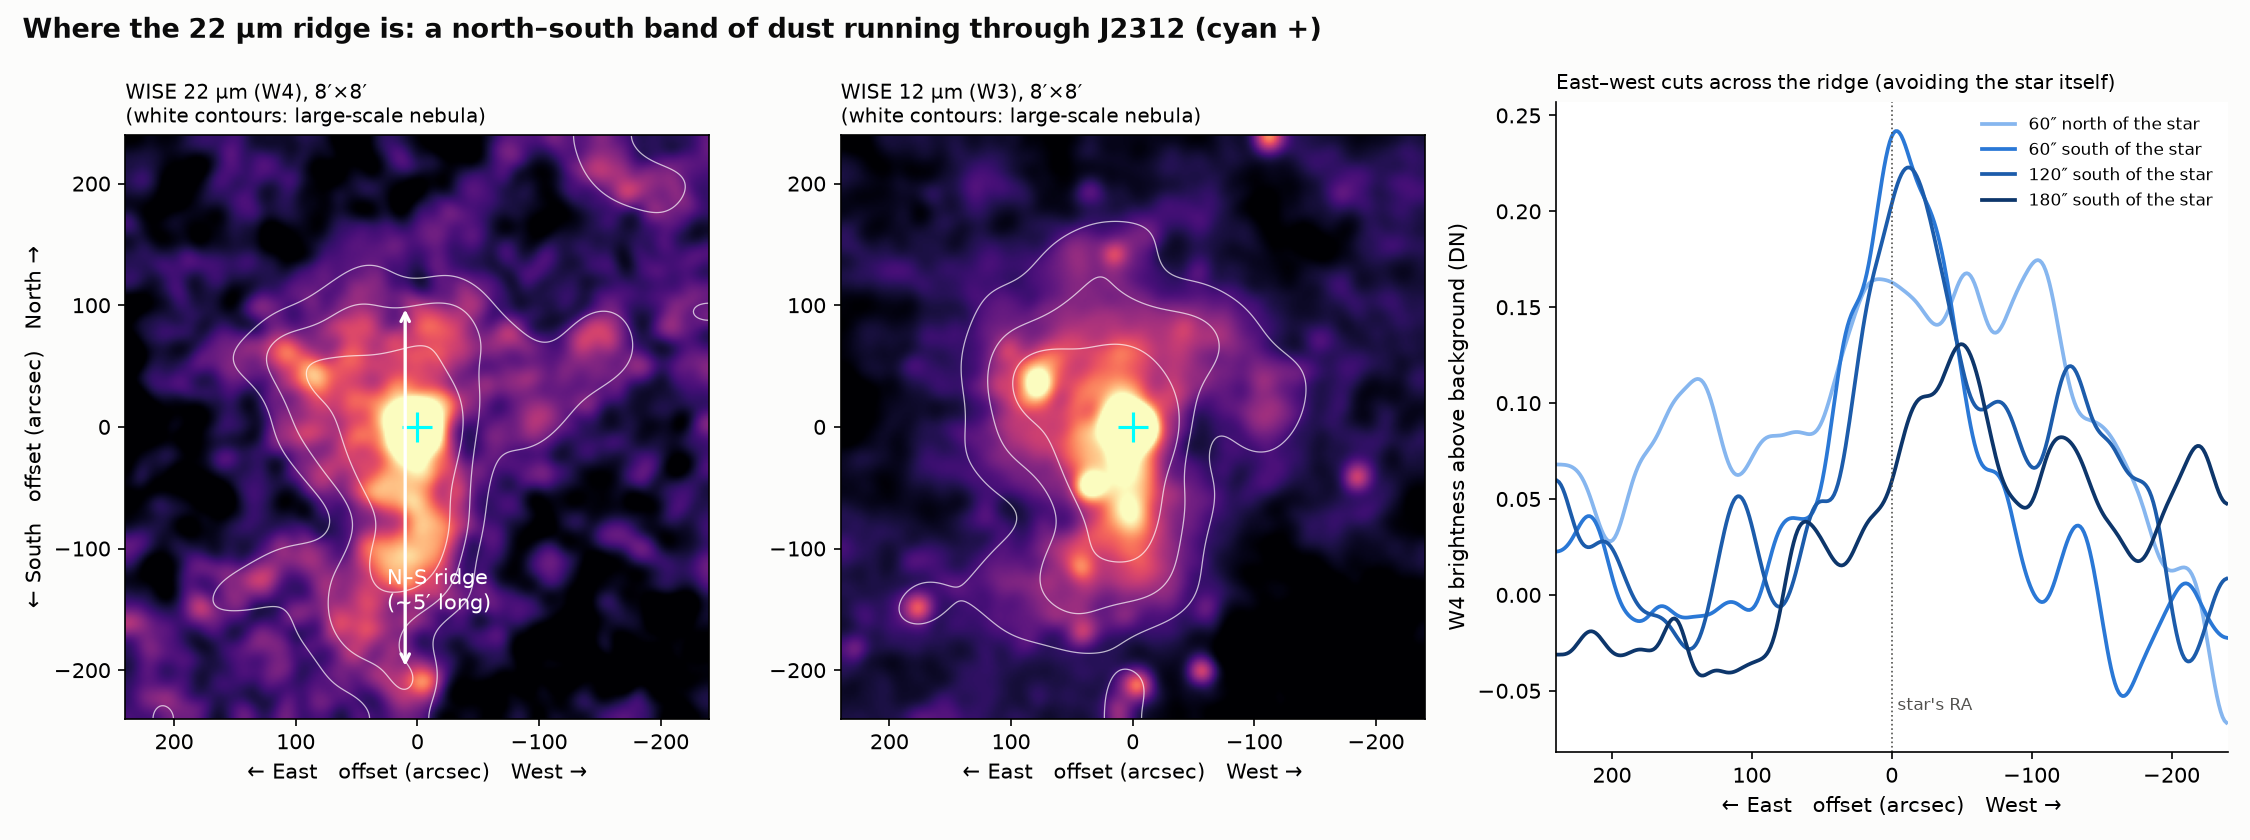 Where the 22 µm ridge is: a north–south band of dust running through J2312 (cyan +)
WISE 22 µm (W4), 8′×8′
(white contours: large-scale nebula)
← South   offset (arcsec)   North →
200
100
0
−100
−200
N–S ridge
(~5′ long)
200
100
0
−100
−200
← East   offset (arcsec)   West →
WISE 12 µm (W3), 8′×8′
(white contours: large-scale nebula)
200
100
0
−100
−200
200
100
0
−100
−200
← East   offset (arcsec)   West →
East–west cuts across the ridge (avoiding the star itself)
W4 brightness above background (DN)
0.25
0.20
0.15
0.10
0.05
0.00
−0.05
60″ north of the star
60″ south of the star
120″ south of the star
180″ south of the star
star's RA
200
100
0
−100
−200
← East   offset (arcsec)   West →